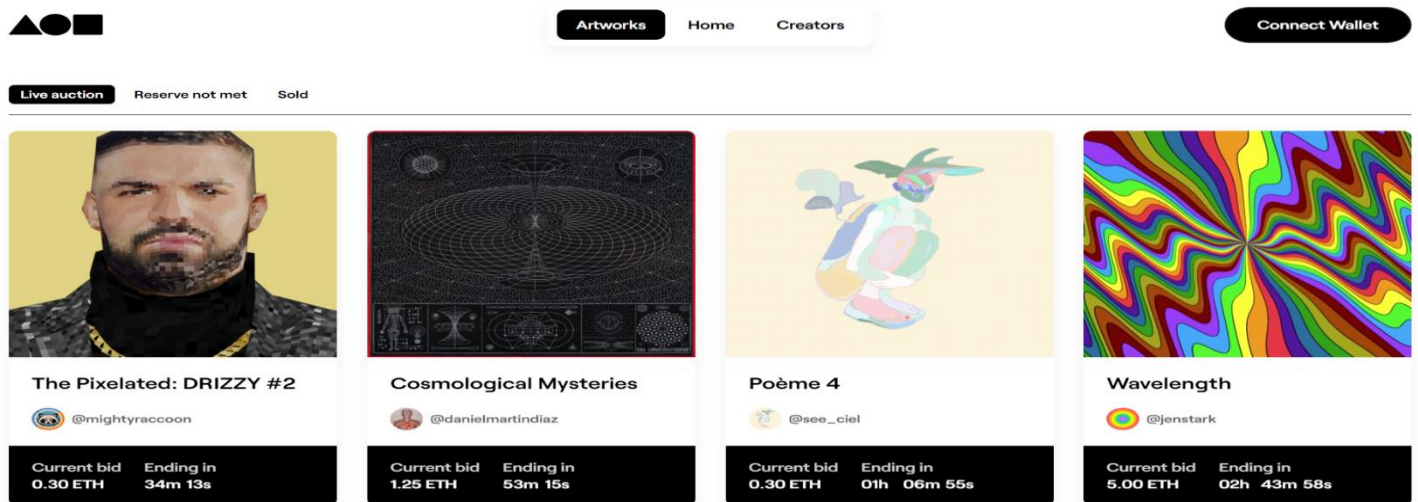 Artworks Home Creators Connect Wallet
Live auction Reserve not met Sold
The Pixelated: DRIZZY #2
@mightyraccoon
Current bid Ending in
0.30 ETH 34m 13s
Cosmological Mysteries
@danielmartindiaz
Current bid Ending in
1.25 ETH 53m 15s
Poème 4
@see_ciel
Current bid Ending in
0.30 ETH 01h 06m 55s
Wavelength
@jenstark
Current bid Ending in
5.00 ETH 02h 43m 58s